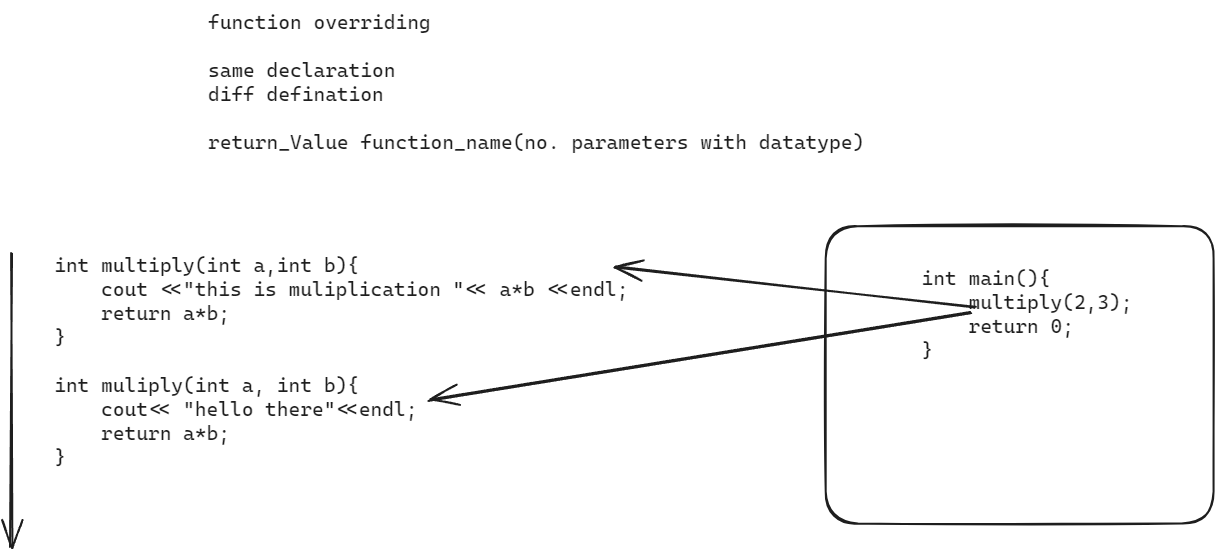 function overriding
same declaration
diff defination
return_Value function_name(no. parameters with datatype)
int multiply(int a,int b){
    cout <<"this is muliplication "<< a*b <<endl;
    return a*b;
}
int muliply(int a, int b){
    cout<< "hello there"<<endl;
    return a*b;
}
int main(){
    multiply(2,3);
    return 0;
}